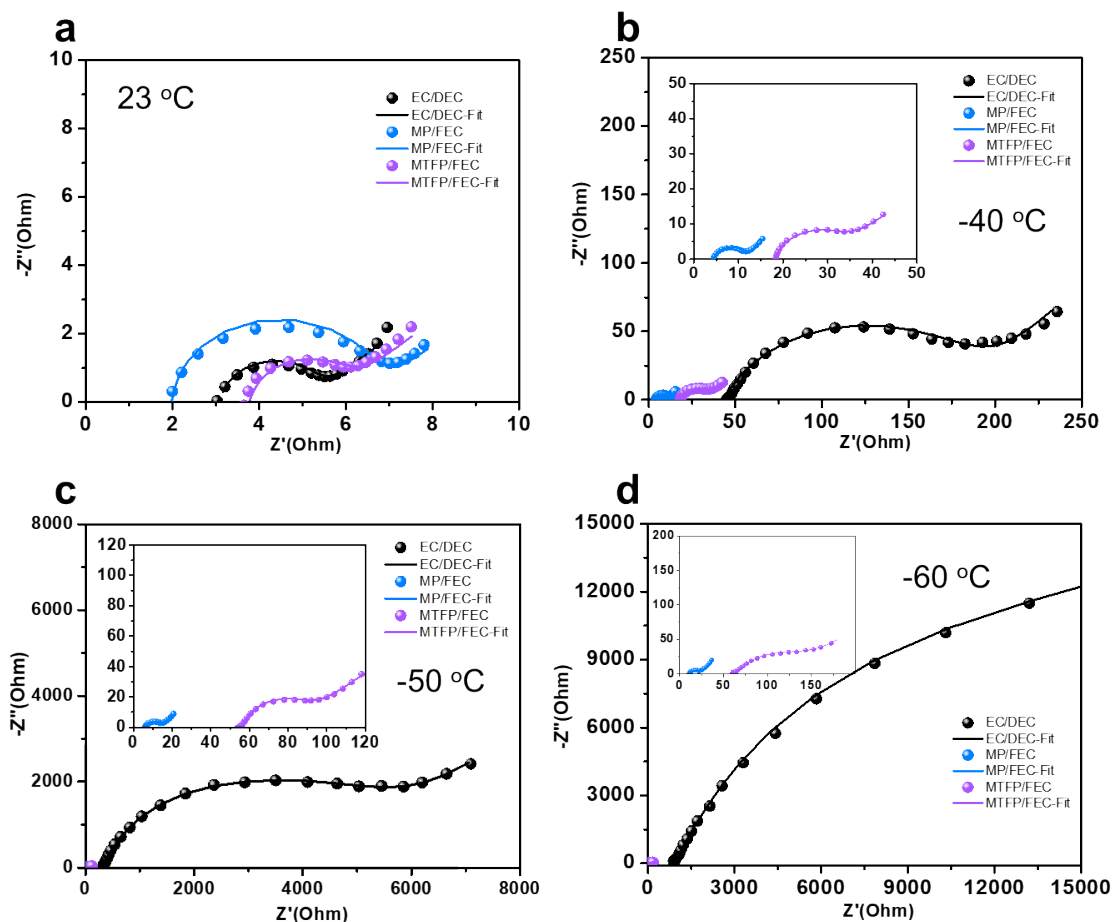 a
10
8
6
4
2
0
-Z''(Ohm)
23 °C
EC/DEC
EC/DEC-Fit
MP/FEC
MP/FEC-Fit
MTFP/FEC
MTFP/FEC-Fit
0 2 4 6 8 10
Z'(Ohm)
b
250
200
150
100
50
0
-Z''(Ohm)
50
40
30
20
10
0
0 10 20 30 40 50
EC/DEC
EC/DEC-Fit
MP/FEC
MP/FEC-Fit
MTFP/FEC
MTFP/FEC-Fit
-40 °C
0 50 100 150 200 250
Z'(Ohm)
c
8000
6000
4000
2000
0
-Z''(Ohm)
120
100
80
60
40
20
0
0 20 40 60 80 100 120
EC/DEC
EC/DEC-Fit
MP/FEC
MP/FEC-Fit
MTFP/FEC
MTFP/FEC-Fit
-50 °C
0 2000 4000 6000 8000
Z'(Ohm)
d
15000
12000
9000
6000
3000
0
-Z''(Ohm)
200
150
100
50
0
0 50 100 150
-60 °C
EC/DEC
EC/DEC-Fit
MP/FEC
MP/FEC-Fit
MTFP/FEC
MTFP/FEC-Fit
0 3000 6000 9000 12000 15000
Z'(Ohm)